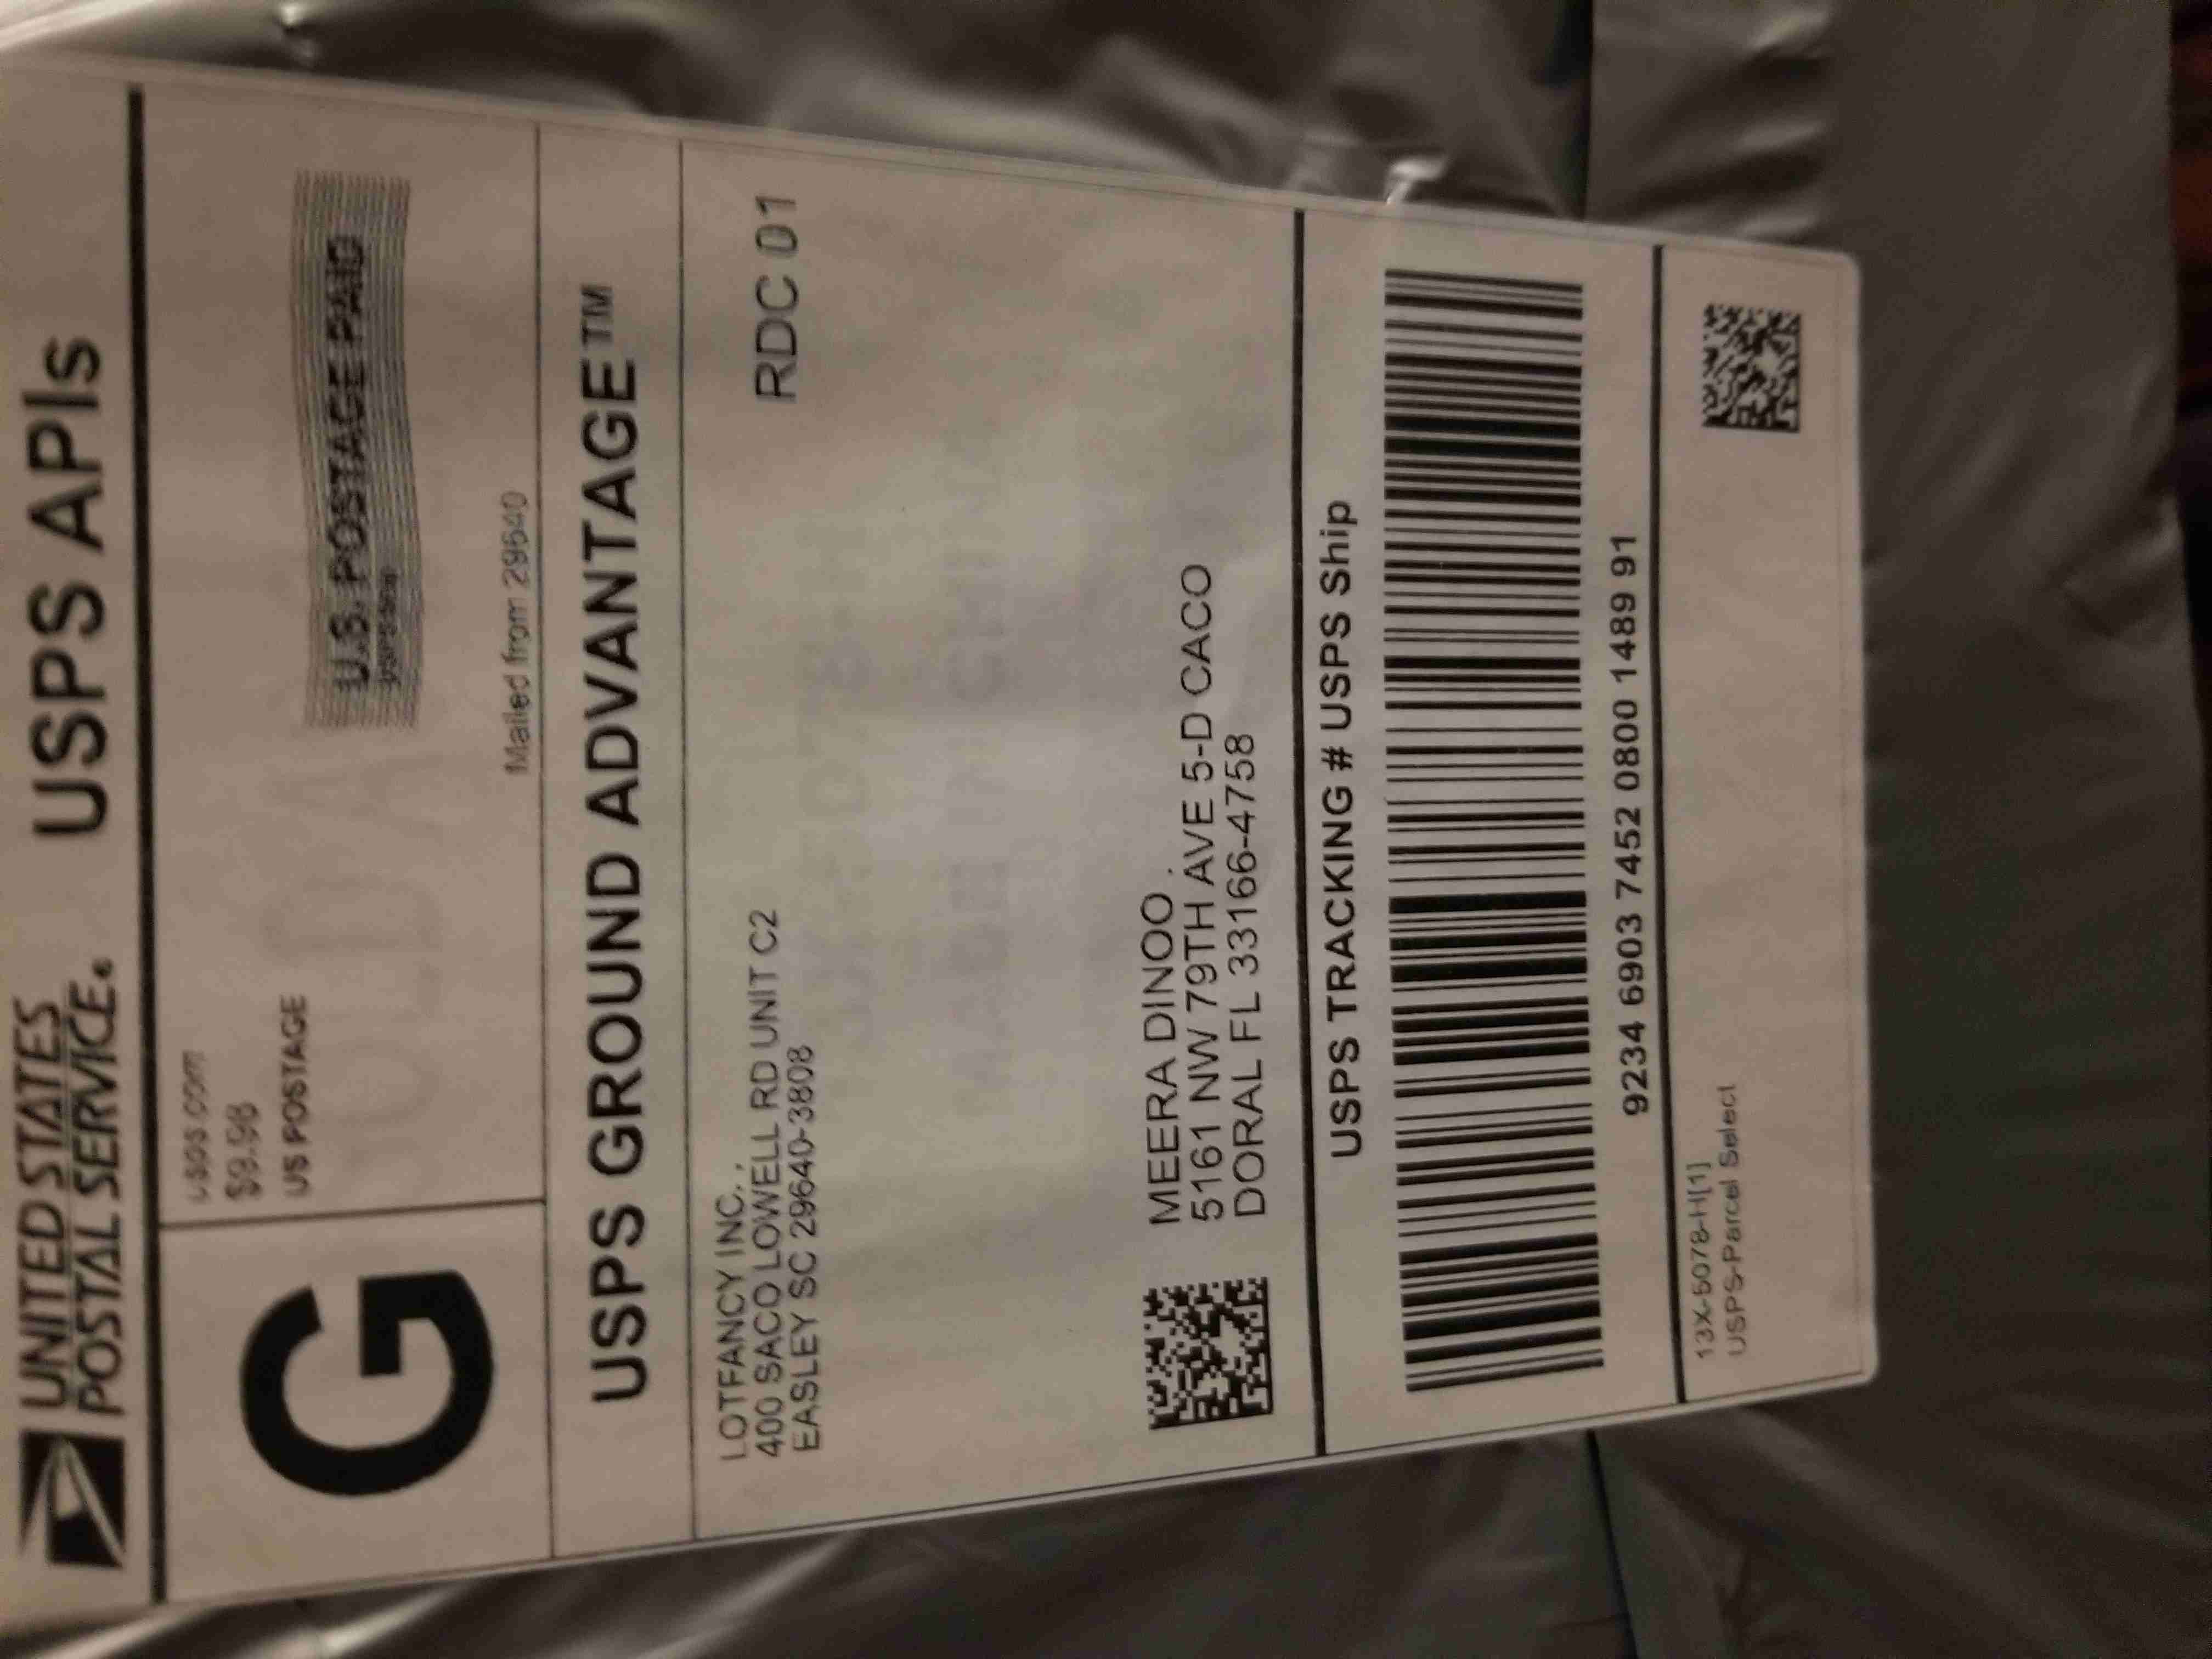 UNITED STATES
POSTAL SERVICE.
USPS APIs
G
usps.com
$9.98
US POSTAGE
U.S. POSTAGE PAID
Mailed from 29640
USPS GROUND ADVANTAGE™
LOTFANCY INC. .
400 SACO LOWELL RD UNIT C2
EASLEY SC 29640-3808
RDC 01
MEERA DINOO .
5161 NW 79TH AVE 5-D CACO
DORAL FL 33166-4758
USPS TRACKING # USPS Ship
9234 6903 7452 0800 1489 91
13X-5078-H[1]
USPS-Parcel Select